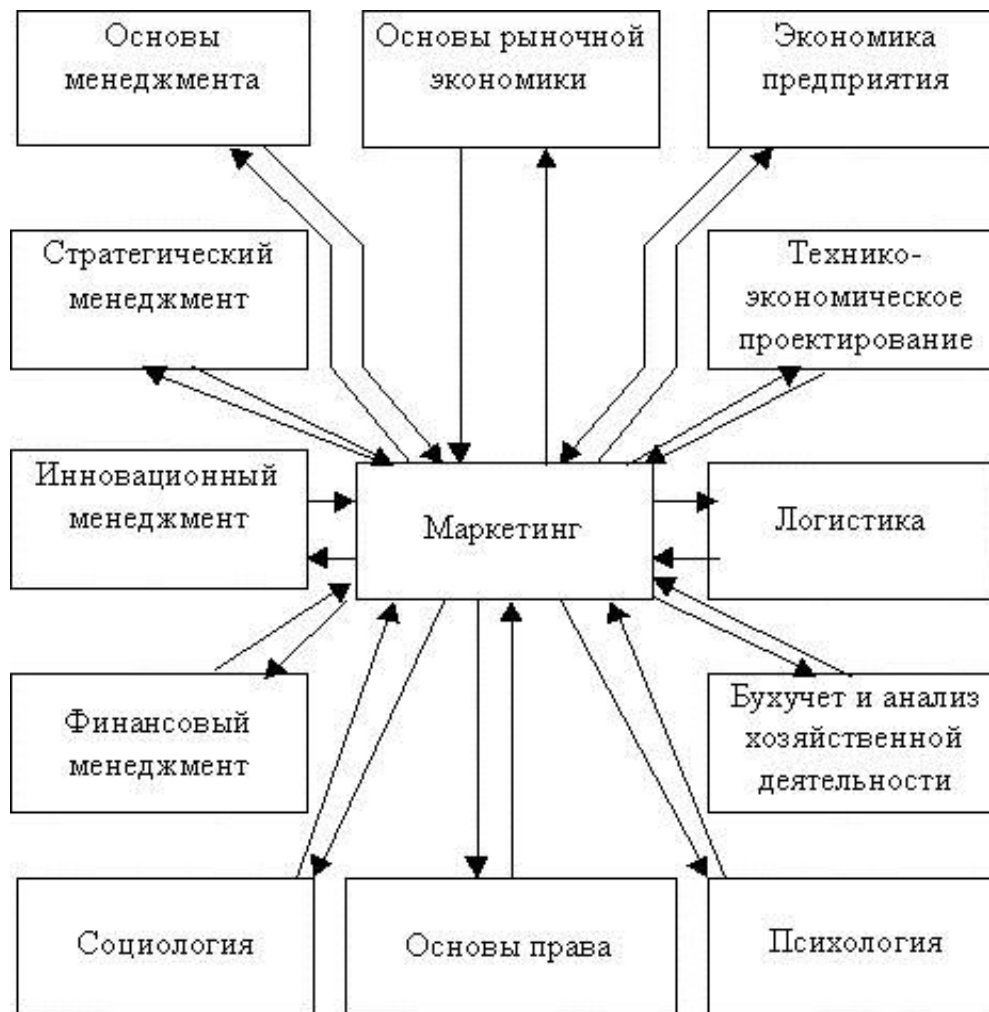 Основы
менеджмента
Основы рыночной
экономики
Экономика
предприятия
Стратегический
менеджмент
Технико-
экономическое
проектирование
Инновационный
менеджмент
Маркетинг
Логистика
Финансовый
менеджмент
Бухучет и анализ
хозяйственной
деятельности
Социология
Основы права
Психология